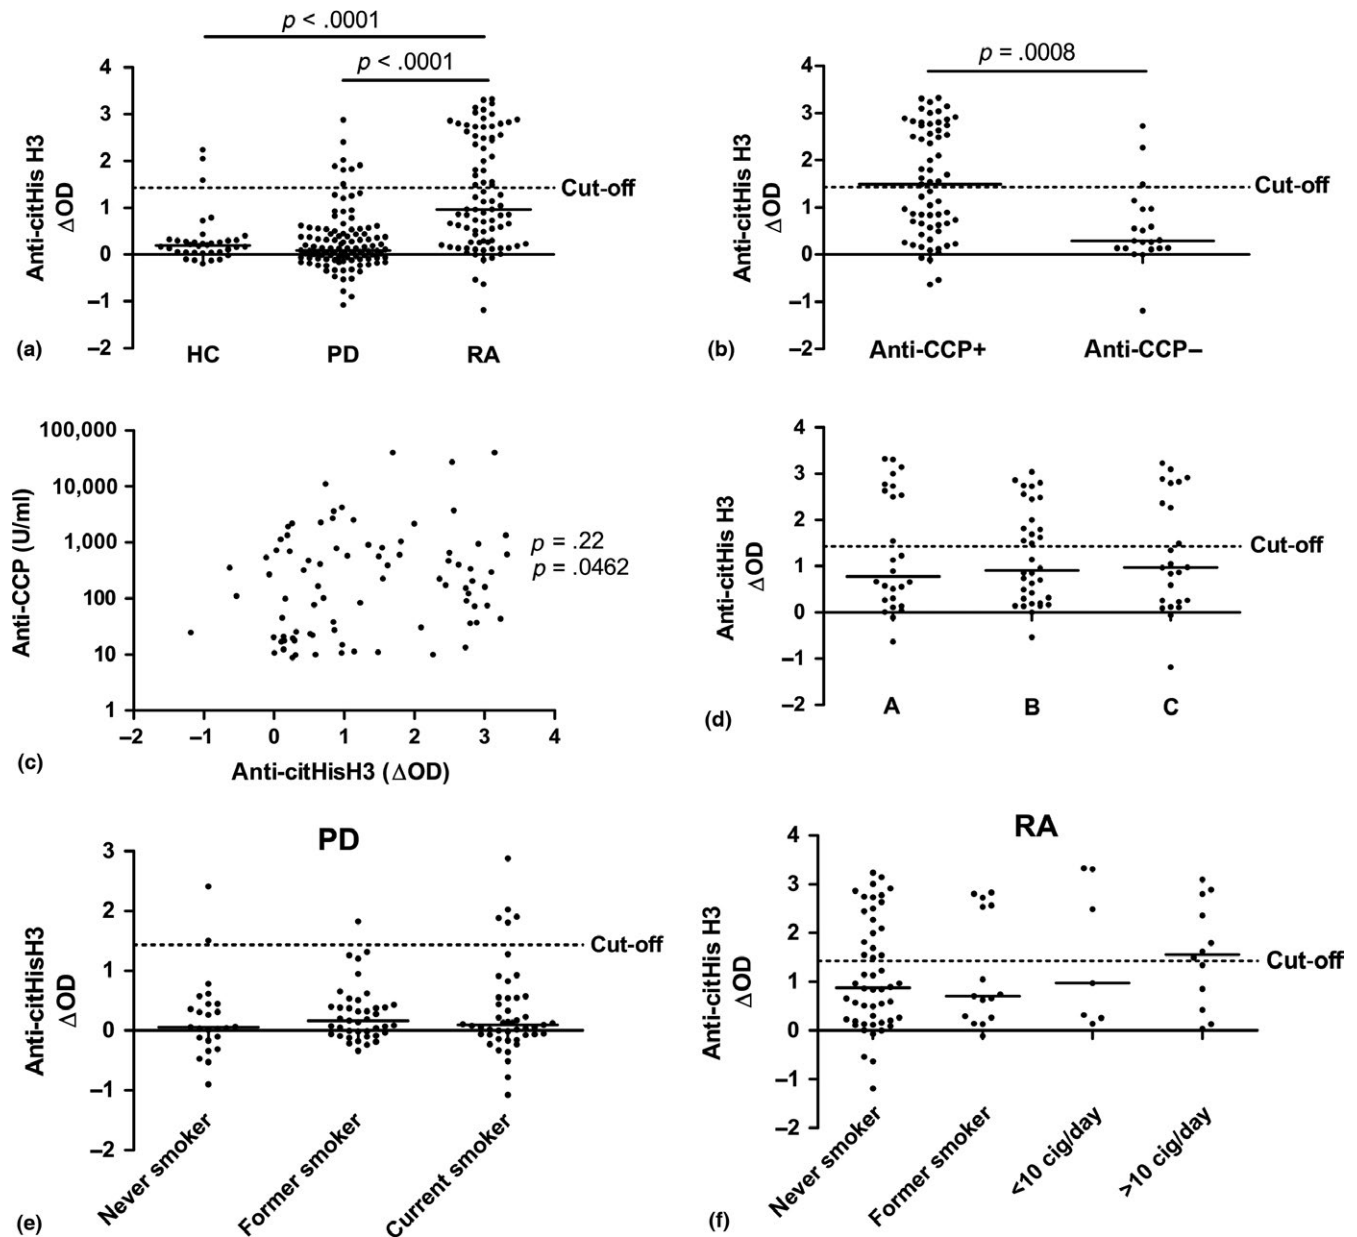 p < .0001
p < .0001
4
3
2
1
0
–1
–2
Anti-citHis H3
ΔOD
Cut-off
HC PD RA
(a)
p = .0008
4
3
2
1
0
–1
–2
Anti-citHis H3
ΔOD
Cut-off
Anti-CCP+ Anti-CCP–
(b)
100,000
10,000
1,000
100
10
1
Anti-CCP (U/ml)
p = .22
p = .0462
–2 –1 0 1 2 3 4
Anti-citHisH3 (ΔOD)
(c)
4
3
2
1
0
–1
–2
Anti-citHis H3
ΔOD
Cut-off
A B C
(d)
PD
3
2
1
0
–1
–2
Anti-citHisH3
ΔOD
Cut-off
Never smoker
Former smoker
Current smoker
(e)
RA
4
3
2
1
0
–1
–2
Anti-citHis H3
ΔOD
Cut-off
Never smoker
Former smoker
<10 cig/day
>10 cig/day
(f)